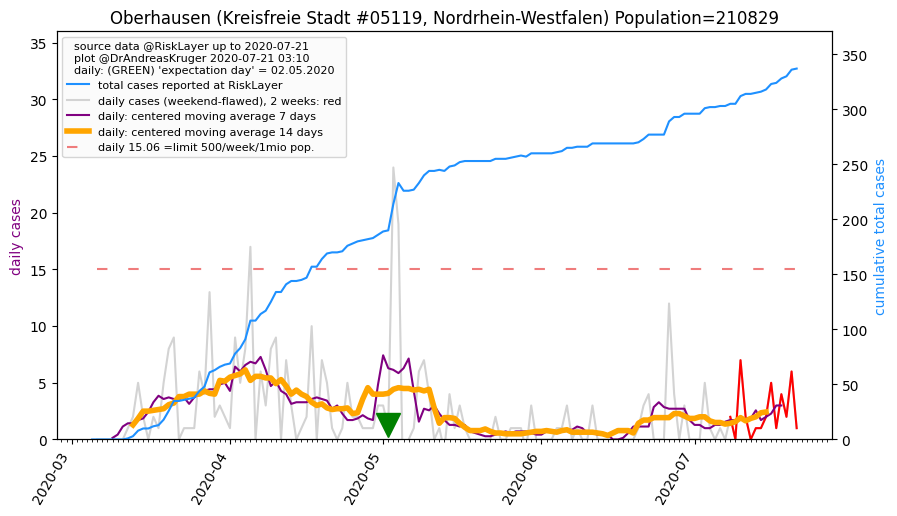 Oberhausen (Kreisfreie Stadt #05119, Nordrhein-Westfalen) Population=210829
source data @RiskLayer up to 2020-07-21
plot @DrAndreasKruger 2020-07-21 03:10
daily: (GREEN) 'expectation day' = 02.05.2020
total cases reported at RiskLayer
daily cases (weekend-flawed), 2 weeks: red
daily: centered moving average 7 days
daily: centered moving average 14 days
daily 15.06 =limit 500/week/1mio pop.
daily cases
35
30
25
20
15
10
5
0
cumulative total cases
350
300
250
200
150
100
50
0
2020-03
2020-04
2020-05
2020-06
2020-07